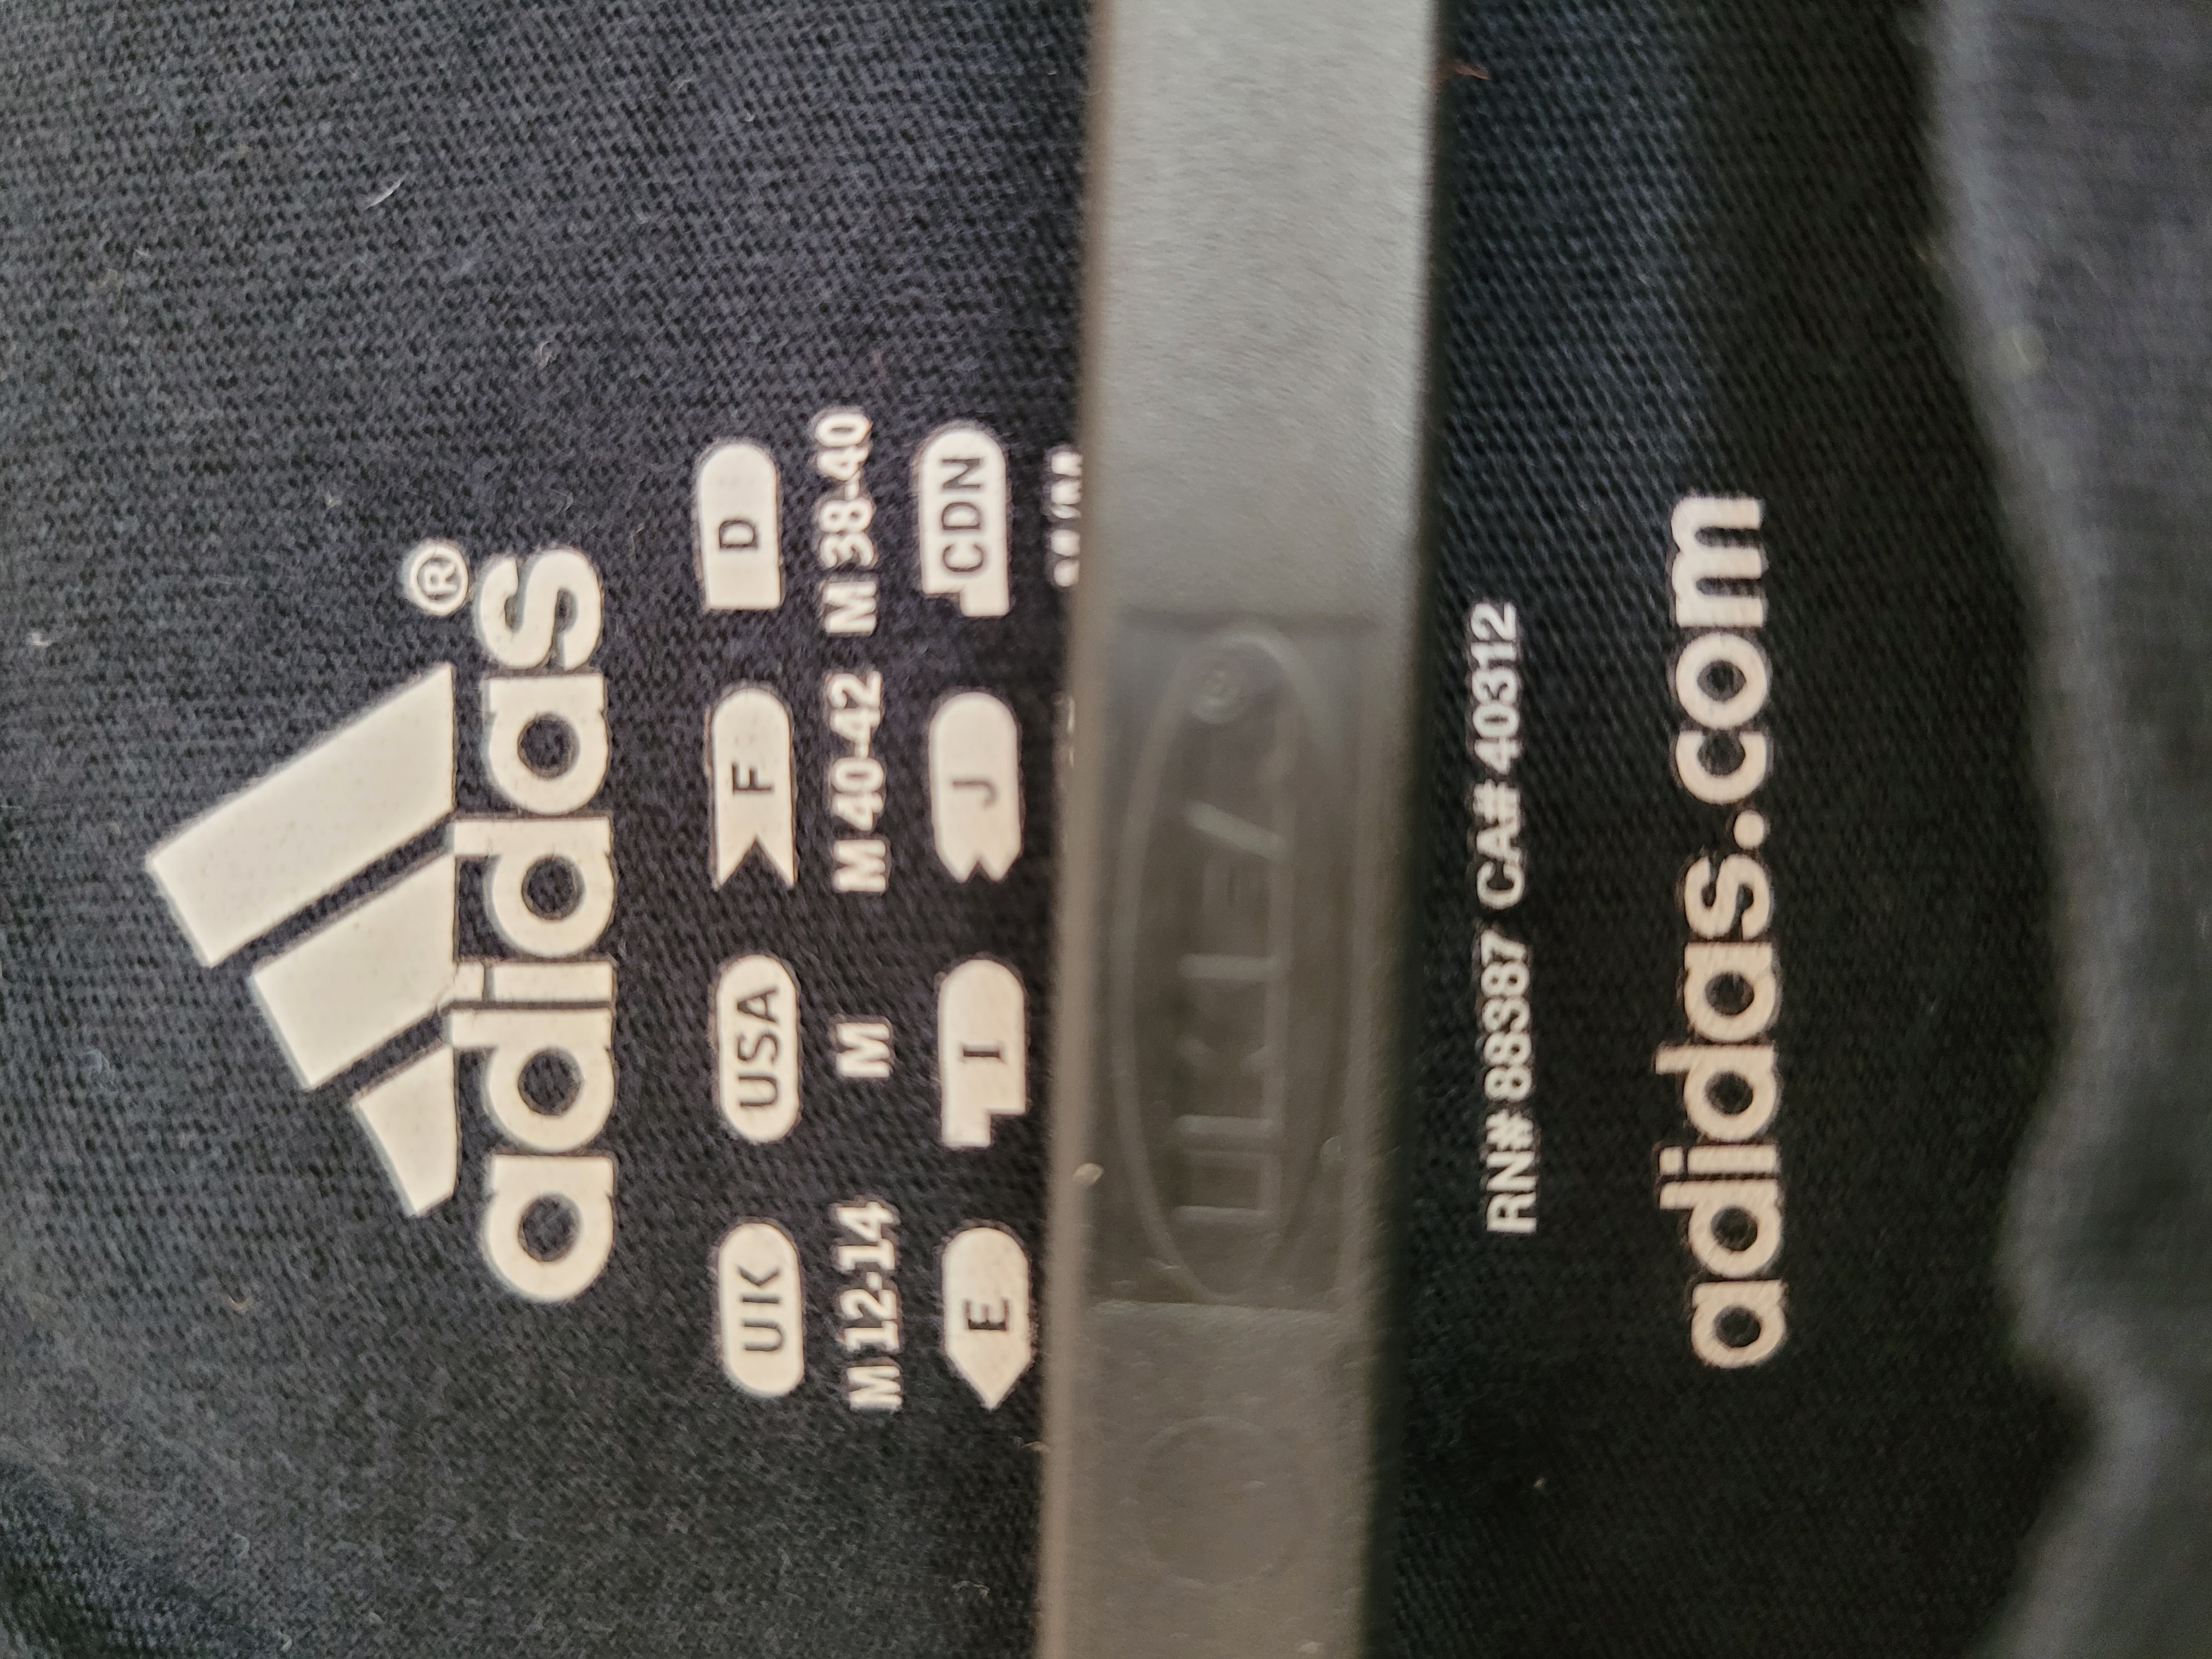 adidas®
UK USA F D
M 12-14 M M 40-42 M 38-40
E I J CDN
RN# 88387 CA# 40312
adidas.com